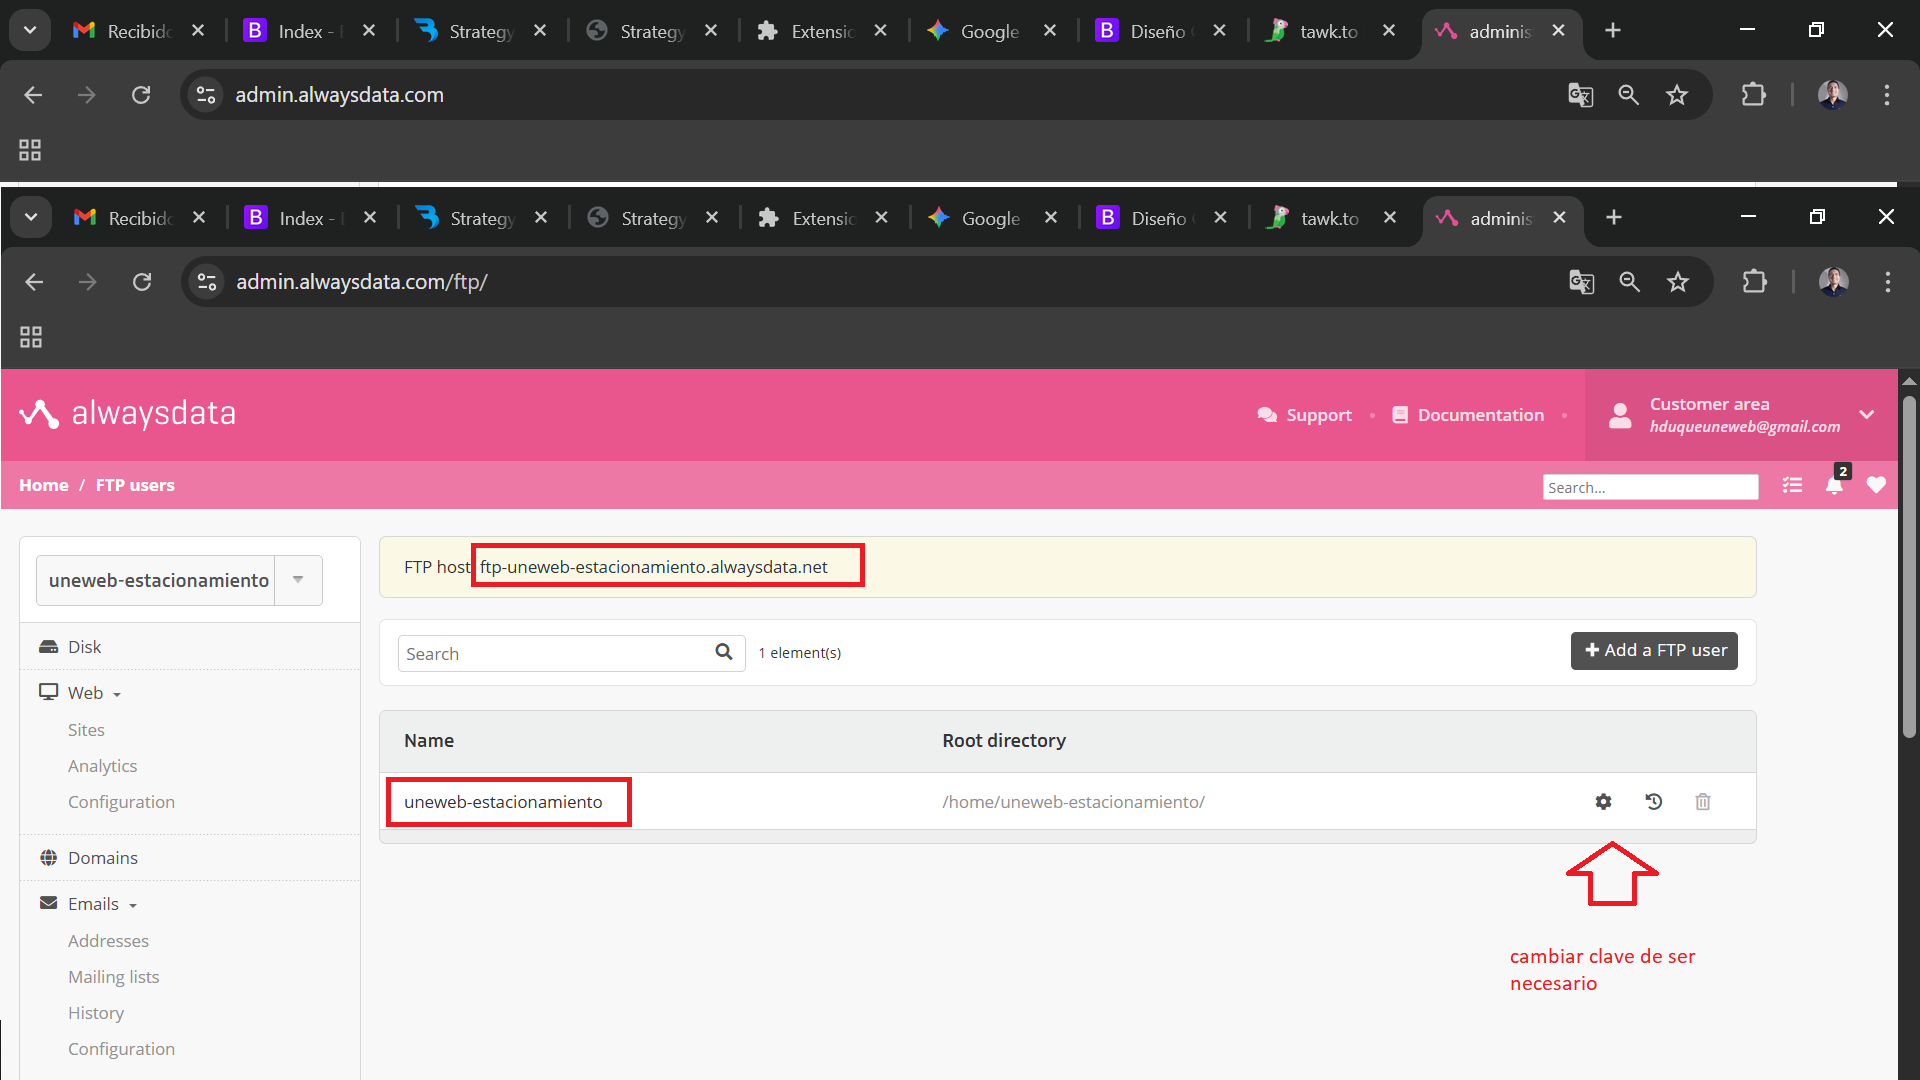 Recibido
Index -
Strategy
Strategy
Extensio
Google
Diseño
tawk.to
adminis
admin.alwaysdata.com
Recibido
Index -
Strategy
Strategy
Extensio
Google
Diseño
tawk.to
adminis
admin.alwaysdata.com/ftp/
alwaysdata
Support
Documentation
Customer area
hduqueuneweb@gmail.com
Home / FTP users
Search...
2
uneweb-estacionamiento
FTP host ftp-uneweb-estacionamiento.alwaysdata.net
Disk
Search
1 element(s)
Add a FTP user
Web
Sites
Analytics
Configuration
Name
Root directory
uneweb-estacionamiento
/home/uneweb-estacionamiento/
Domains
Emails
Addresses
Mailing lists
History
Configuration
cambiar clave de ser
necesario